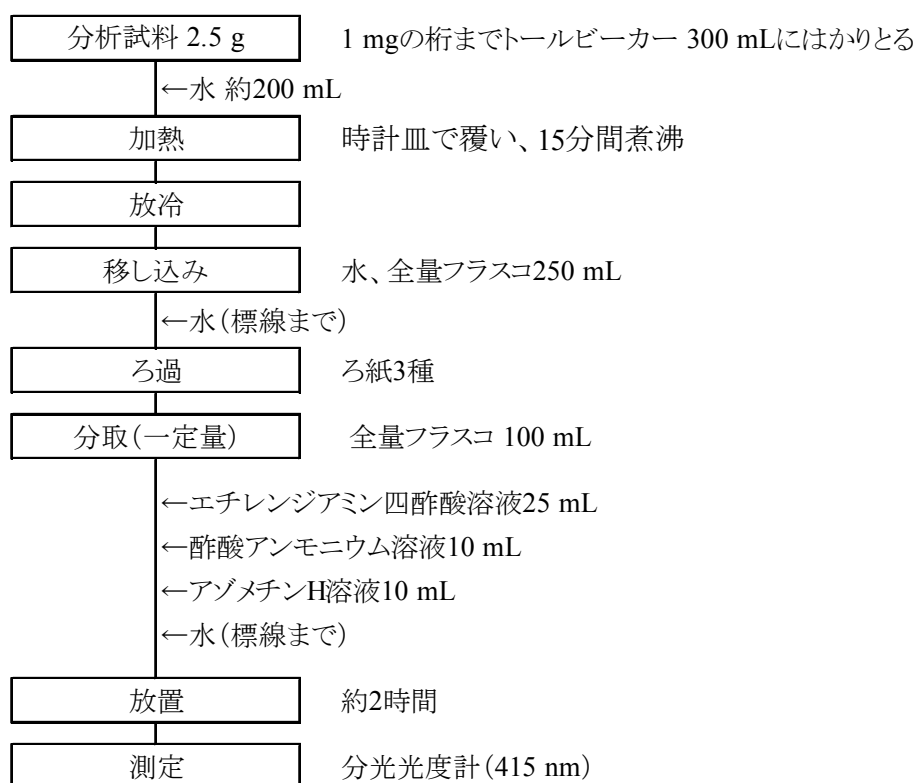 分析試料 2.5 g 1 mgの桁までトールビーカー 300 mLにはかりとる
←水 約200 mL
加熱 時計皿で覆い、15分間煮沸
放冷
移し込み 水、全量フラスコ250 mL
←水(標線まで)
ろ過 ろ紙3種
分取(一定量) 全量フラスコ 100 mL
←エチレンジアミン四酢酸溶液25 mL
←酢酸アンモニウム溶液10 mL
←アゾメチンH溶液10 mL
←水(標線まで)
放置 約2時間
測定 分光光度計(415 nm)